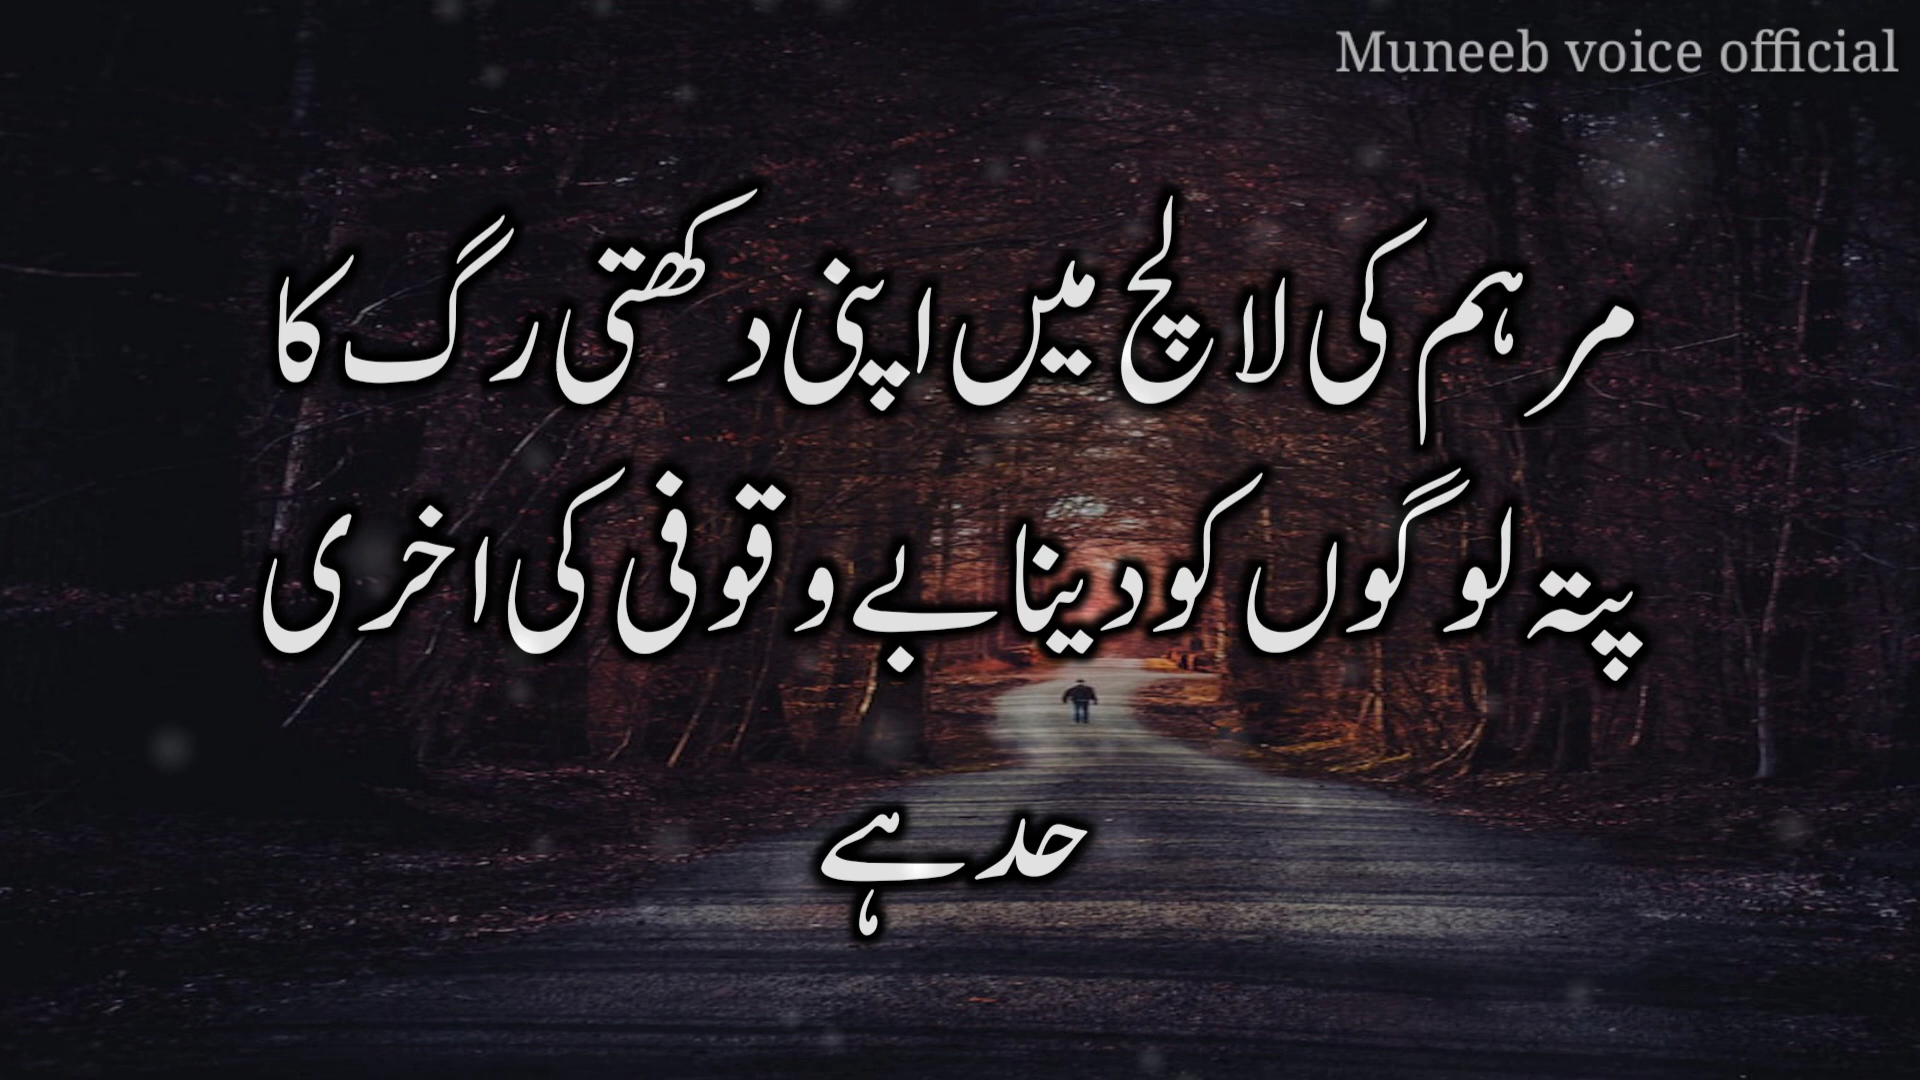 Muneeb voice official
مرہم کی لالچ میں اپنی دکھتی رگ کا
پتہ لوگوں کو دینا بے وقوفی کی اخری
حد ہے